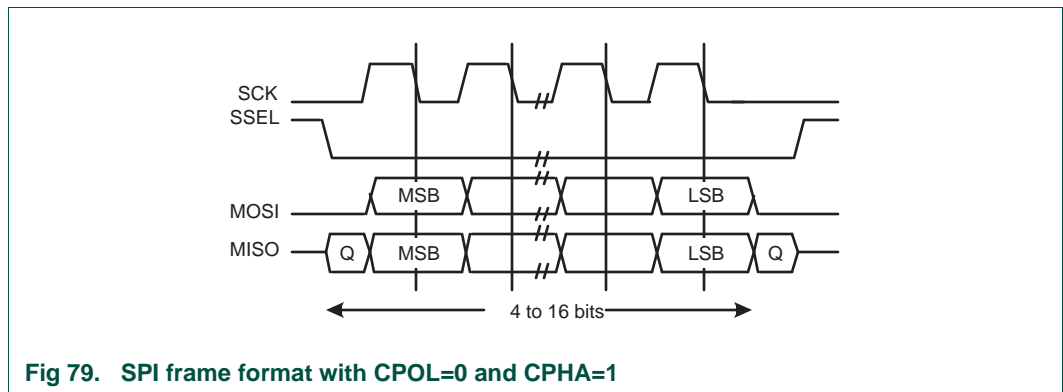 SCK
SSEL
MOSI MSB LSB
MISO Q MSB LSB Q
4 to 16 bits
Fig 79. SPI frame format with CPOL=0 and CPHA=1